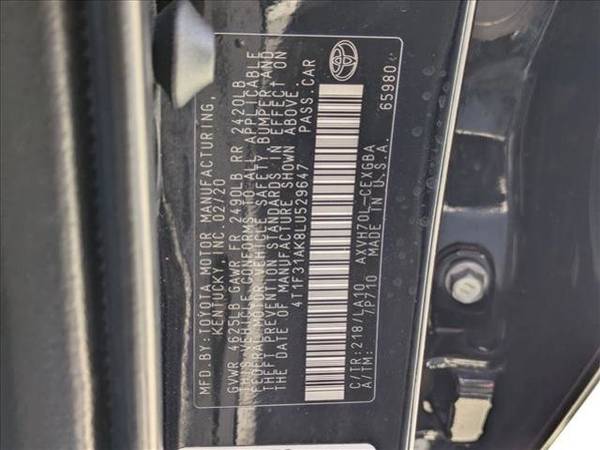 MFD. BY: TOYOTA MOTOR MANUFACTURING,
KENTUCKY, INC. 02/20
GVWR 4625LB GAWR FR 2490LB RR 2420LB
THIS VEHICLE CONFORMS TO ALL APPLICABLE
FEDERAL MOTOR VEHICLE SAFETY, BUMPER AND
THEFT PREVENTION STANDARDS IN EFFECT ON
THE DATE OF MANUFACTURE SHOWN ABOVE.
4T1F31AK8LU529647 PASS. CAR
C/TR: 218/LA10 AXVH70L-CEXGBA
A/TM: 7P710 MADE IN U.S.A. 65980